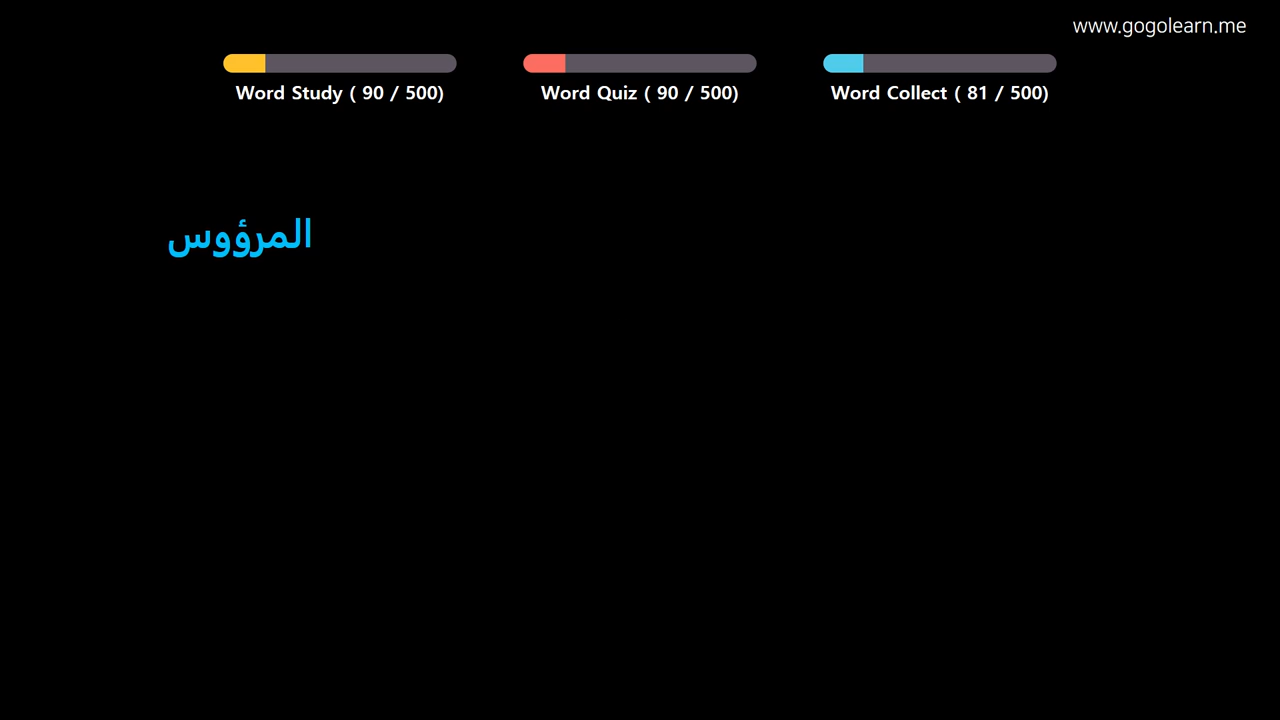 www.gogolearn.me
Word Study ( 90 / 500)
Word Quiz ( 90 / 500)
Word Collect ( 81 / 500)
المرؤوس